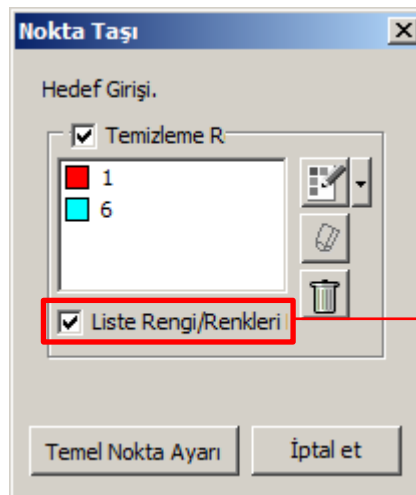 Nokta Taşı
Hedef Girişi.
Temizleme R
1
6
Liste Rengi/Renkleri
Temel Nokta Ayarı
İptal et